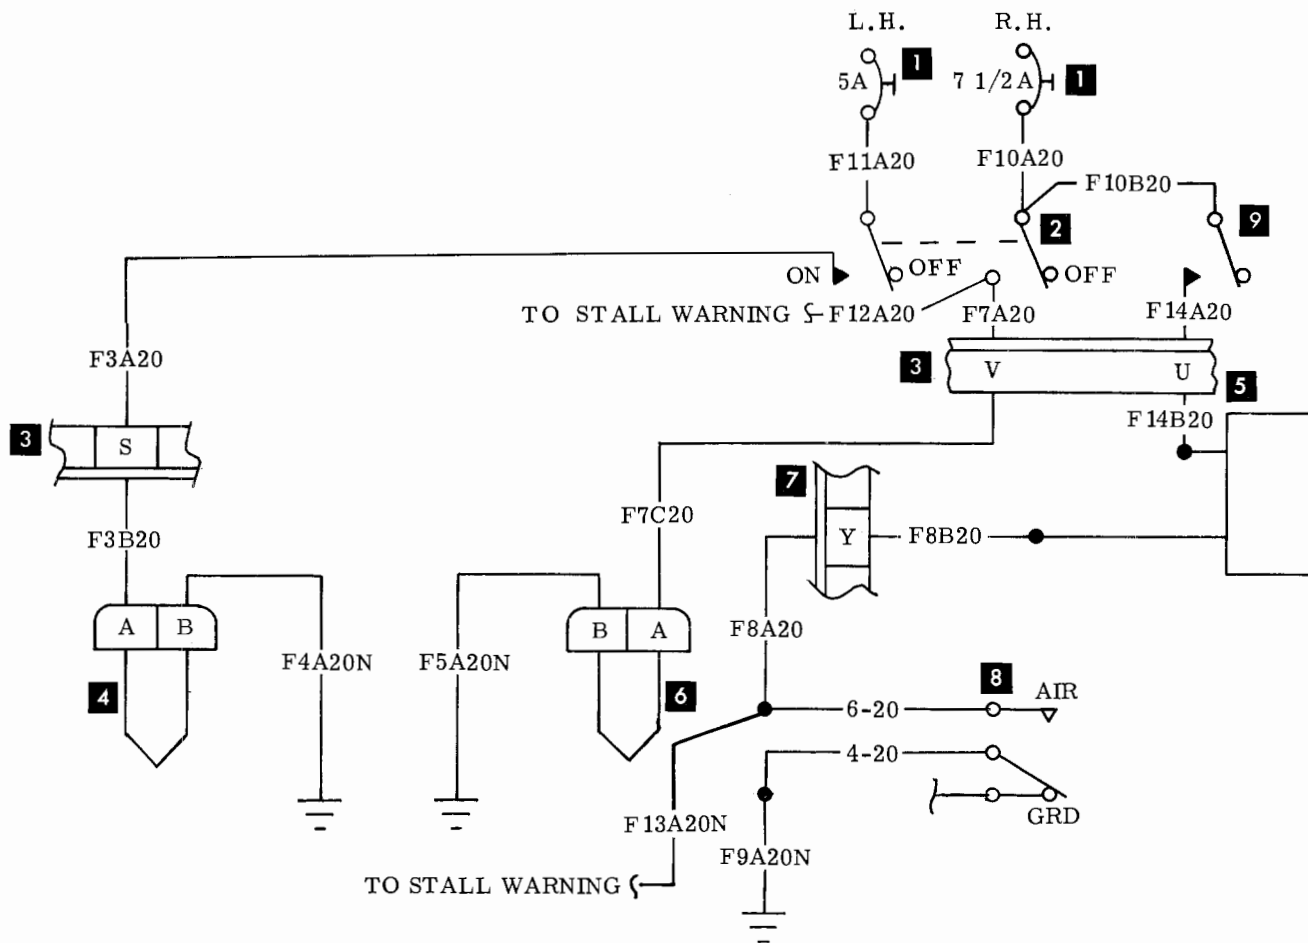 L.H. R.H.
5A 1 7 1/2 A 1
F11A20 F10A20
F10B20
2 9
ON OFF OFF
TO STALL WARNING F12A20 F7A20 F14A20
F3A20 3 V U 5
F14B20
3 S
7
F7C20
F3B20 Y F8B20
A B B A F8A20
F4A20N F5A20N
4 6 8 AIR
6-20
4-20
F13A20N GRD
F9A20N
TO STALL WARNING